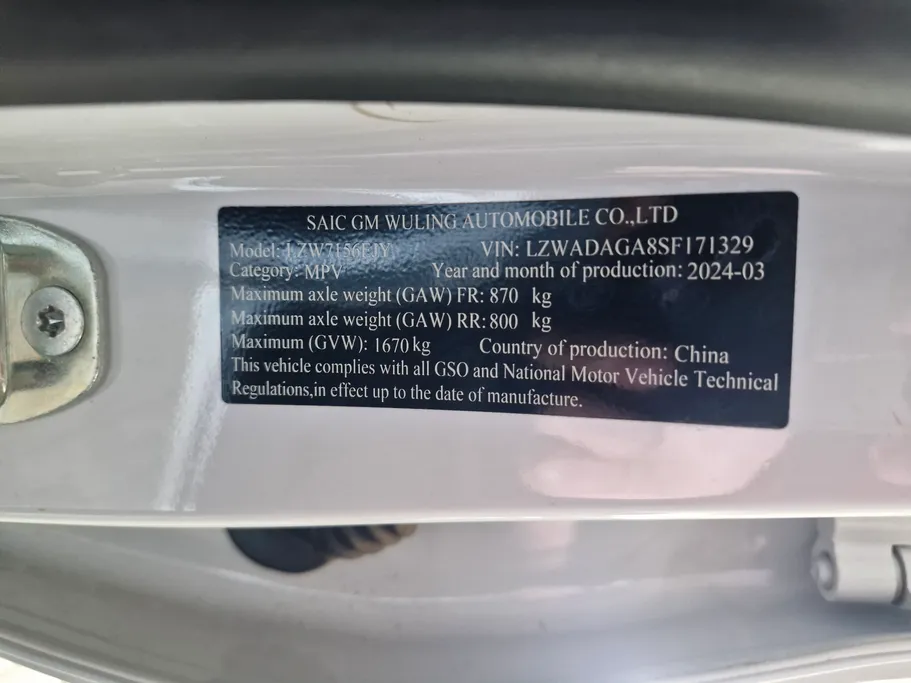 SAIC GM WULING AUTOMOBILE CO.,LTD
Model: LZW7156EJY VIN: LZWADAGA8SF171329
Category: MPV Year and month of production: 2024-03
Maximum axle weight (GAW) FR: 870 kg
Maximum axle weight (GAW) RR: 800 kg
Maximum (GVW): 1670 kg Country of production: China
This vehicle complies with all GSO and National Motor Vehicle Technical
Regulations,in effect up to the date of manufacture.